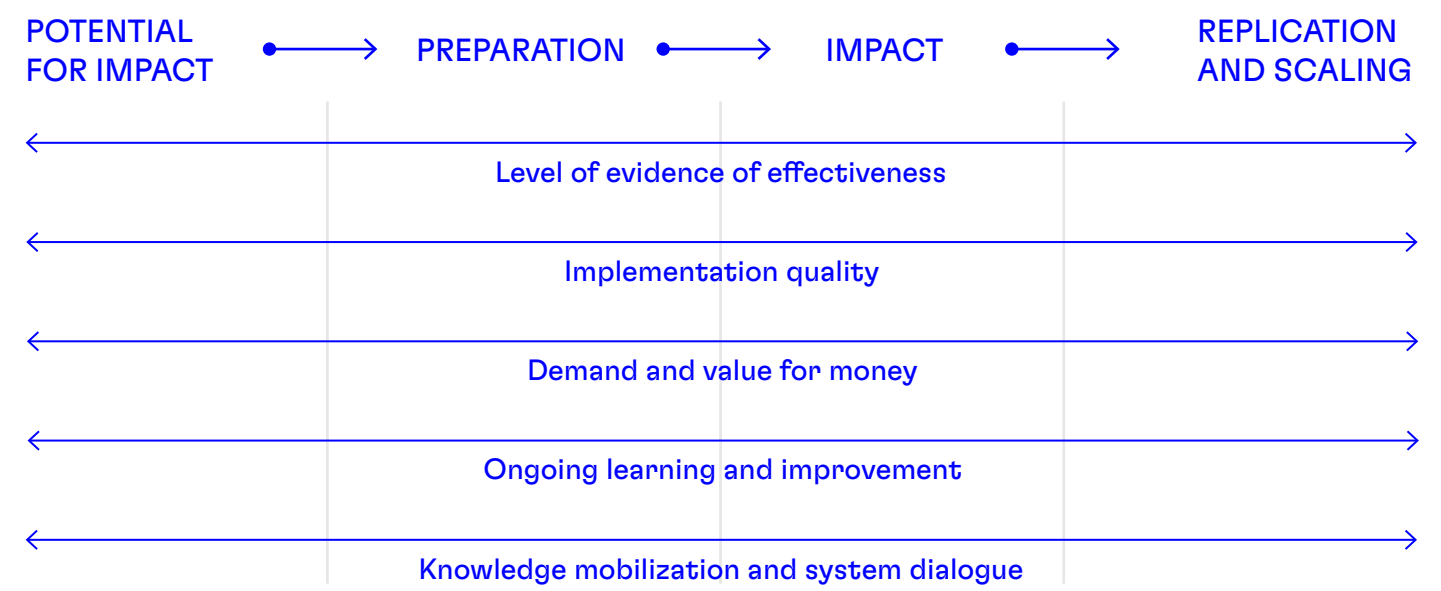 POTENTIAL
FOR IMPACT
PREPARATION
IMPACT
REPLICATION
AND SCALING
Level of evidence of effectiveness
Implementation quality
Demand and value for money
Ongoing learning and improvement
Knowledge mobilization and system dialogue